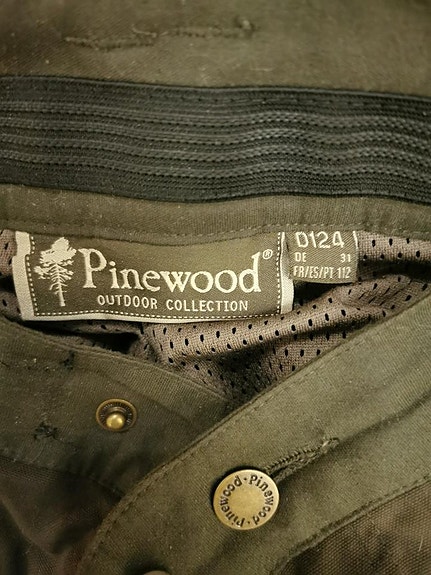 Pinewood®
OUTDOOR COLLECTION
D124
DE 31
FR/ES/PT 112
Pinewood · Pinewood ·